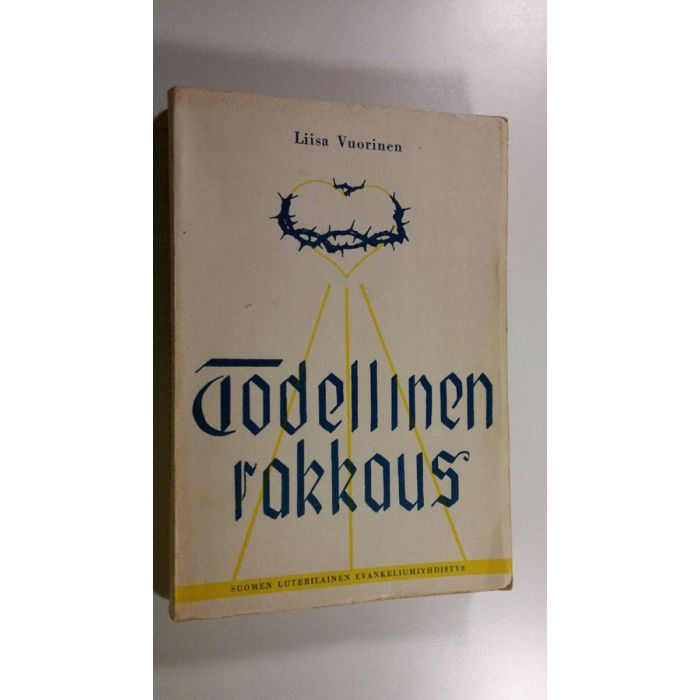 Liisa Vuorinen
Todellinen
rakkaus
SUOMEN LUTERILAINEN EVANKELIUMIYHDISTYS